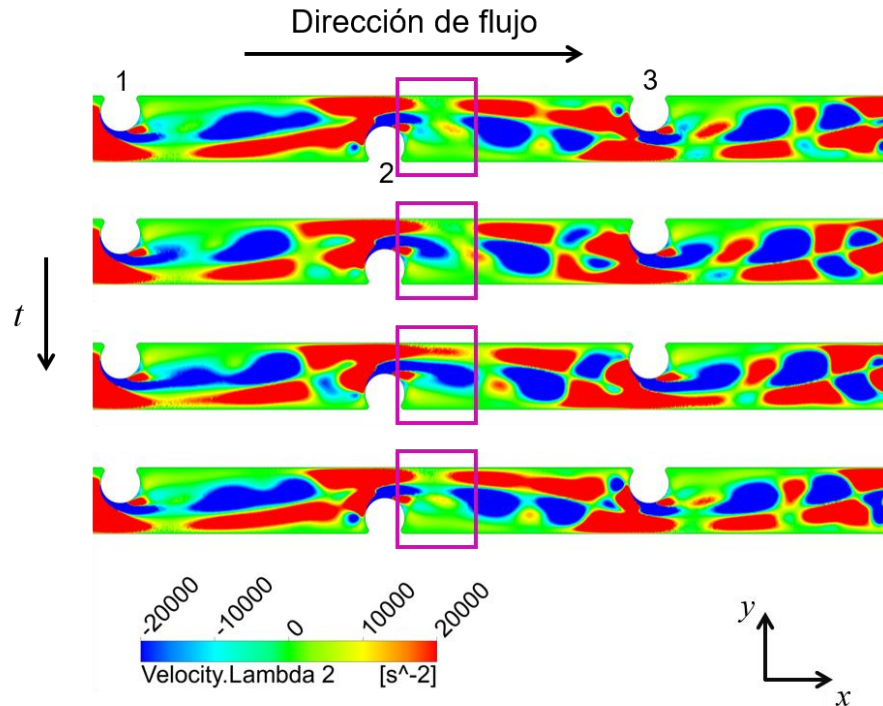 Dirección de flujo
1
3
2
t
-20000
-10000
0
10000
20000
Velocity.Lambda 2
[s^-2]
y
x